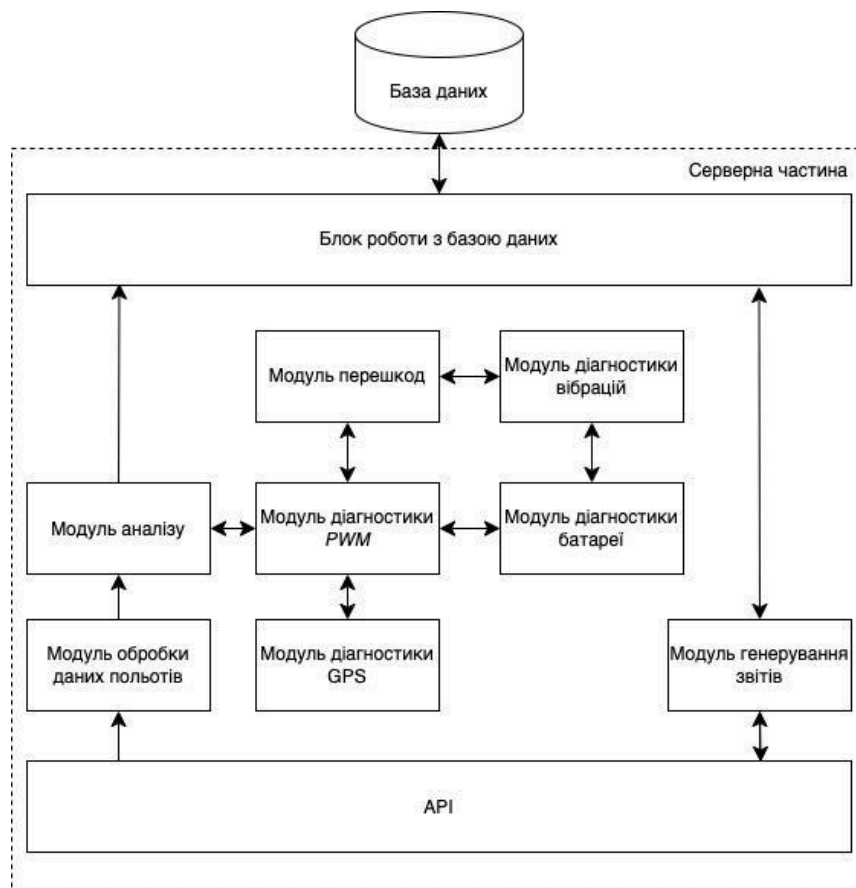 База даних
Серверна частина
Блок роботи з базою даних
Модуль перешкод
Модуль діагностики
вібрацій
Модуль аналізу
Модуль діагностики
PWM
Модуль діагностики
батареї
Модуль обробки
даних польотів
Модуль діагностики
GPS
Модуль генерування
звітів
API